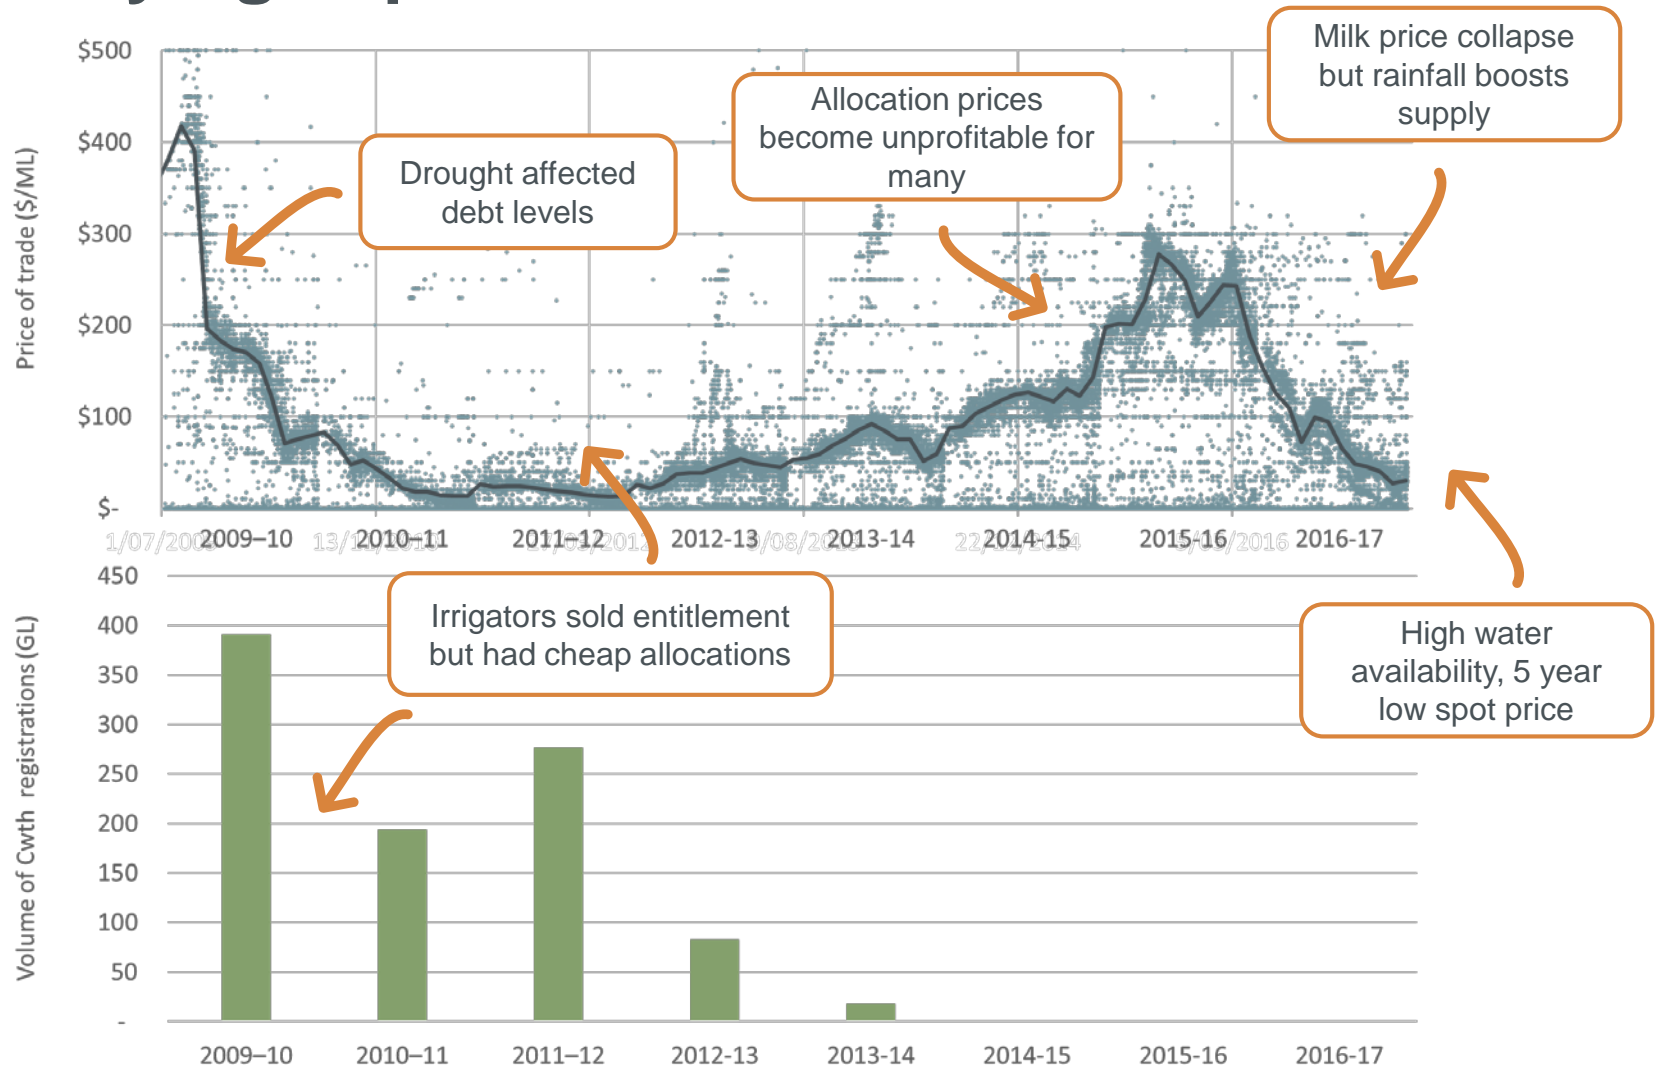 $500
$400
$300
$200
$100
$-
Price of trade ($/ML)
Drought affected
debt levels
Allocation prices
become unprofitable for
many
Milk price collapse
but rainfall boosts
supply
2009–10
2010–11
2011–12
2012-13
2013-14
2014-15
2015-16
2016-17
Irrigators sold entitlement
but had cheap allocations
High water
availability, 5 year
low spot price
450
400
350
300
250
200
150
100
50
-
Volume of Cwth registrations (GL)
2009–10
2010–11
2011–12
2012-13
2013-14
2014-15
2015-16
2016-17